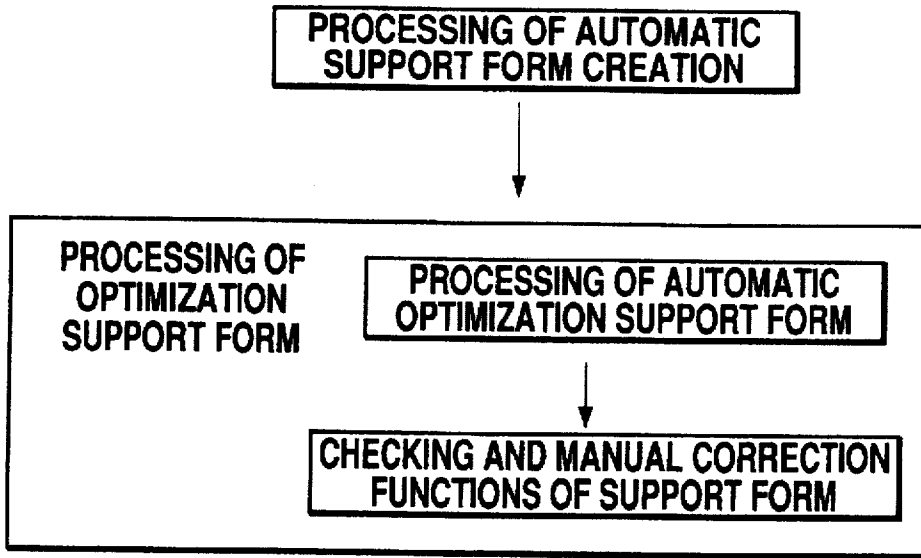 PROCESSING OF AUTOMATIC
SUPPORT FORM CREATION
PROCESSING OF
OPTIMIZATION
SUPPORT FORM
PROCESSING OF AUTOMATIC
OPTIMIZATION SUPPORT FORM
CHECKING AND MANUAL CORRECTION
FUNCTIONS OF SUPPORT FORM